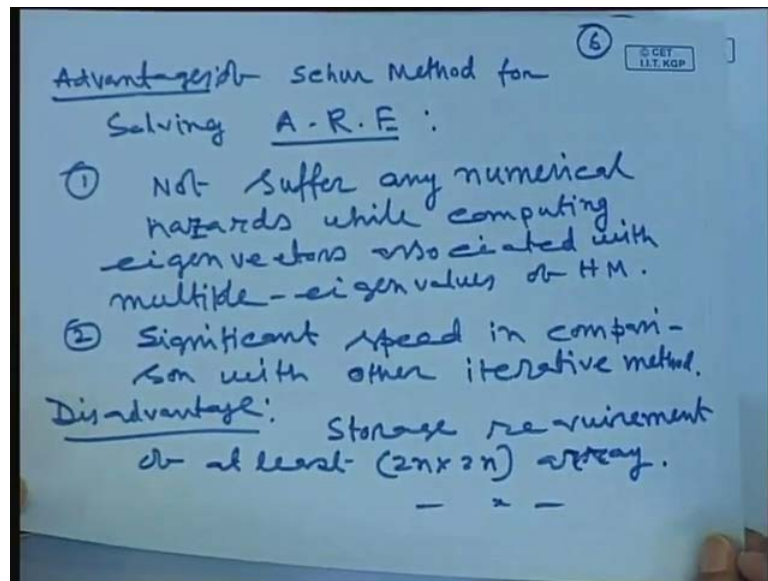 6
© CET
I.I.T. KGP
Advantages of Schur Method for
Solving A.R.E :
① Not suffer any numerical
hazards while computing
eigenvectors associated with
multiple-eigenvalues of HM.
② Significant speed in compari-
son with other iterative method.
Disadvantage: Storage requirement
of at least (2n×2n) array.
— x —